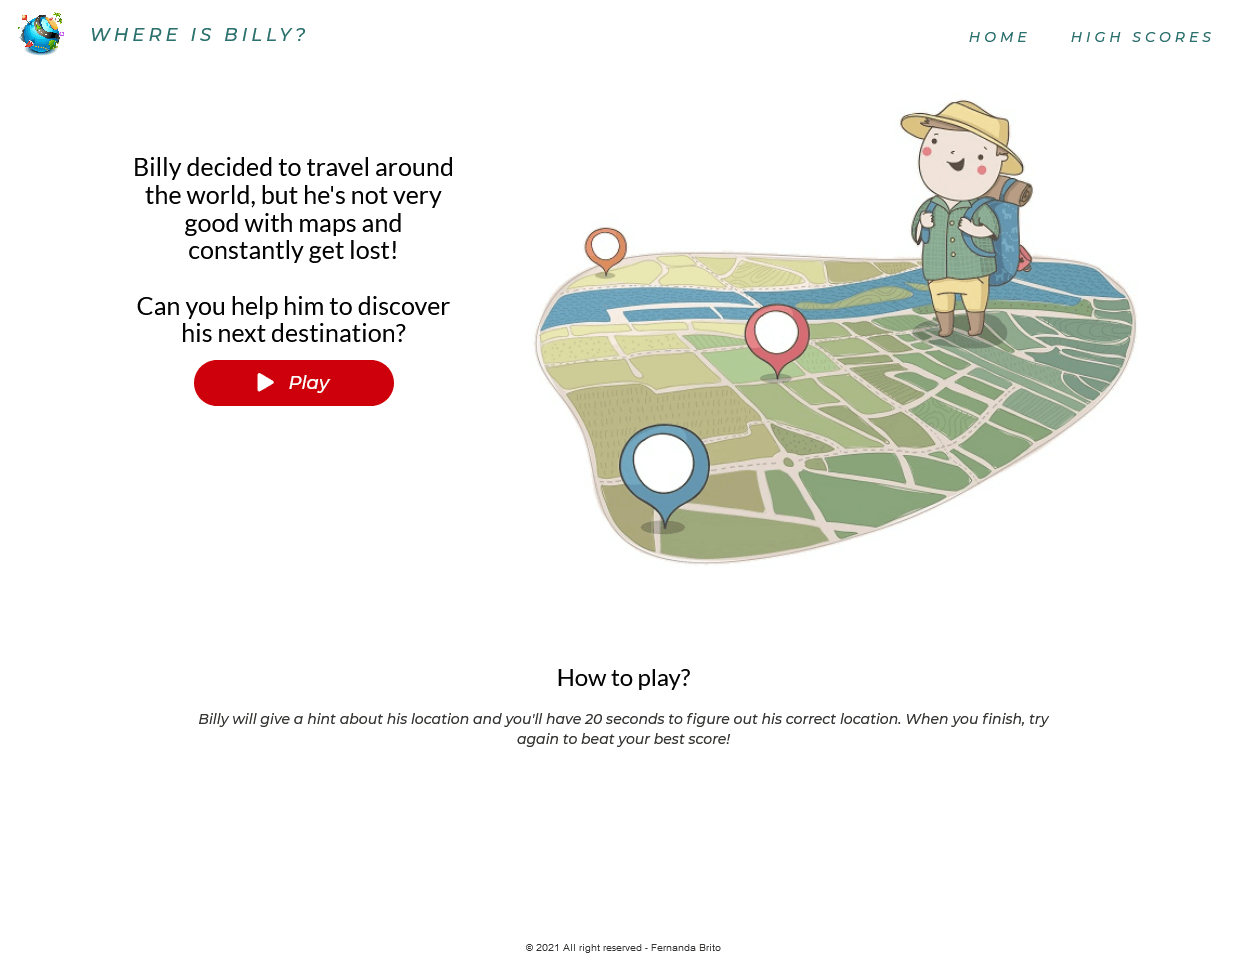 WHERE IS BILLY?
HOME
HIGH SCORES
Billy decided to travel around
the world, but he's not very
good with maps and
constantly get lost!
Can you help him to discover
his next destination?
Play
How to play?
Billy will give a hint about his location and you'll have 20 seconds to figure out his correct location. When you finish, try
again to beat your best score!
© 2021 All right reserved - Fernanda Brito